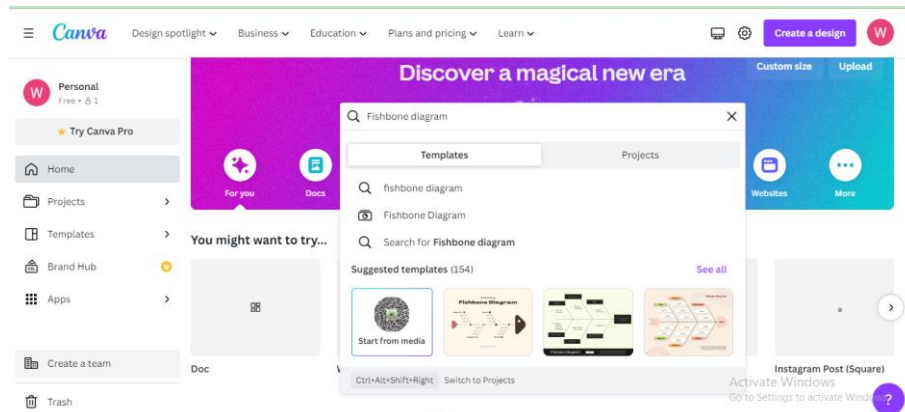 Canva
Design spotlight
Business
Education
Plans and pricing
Learn
Create a design
W
W
Personal
Free • 1
Try Canva Pro
Home
Projects
Templates
Brand Hub
Apps
Create a team
Trash
Discover a magical new era
Custom size
Upload
Fishbone diagram
Templates
Projects
fishbone diagram
Fishbone Diagram
Search for Fishbone diagram
Suggested templates (154)
See all
Start from media
Fishbone Diagram
Ctrl+Alt+Shift+Right Switch to Projects
For you
Docs
Websites
More
You might want to try...
Doc
Instagram Post (Square)
Activate Windows
Go to Settings to activate
?